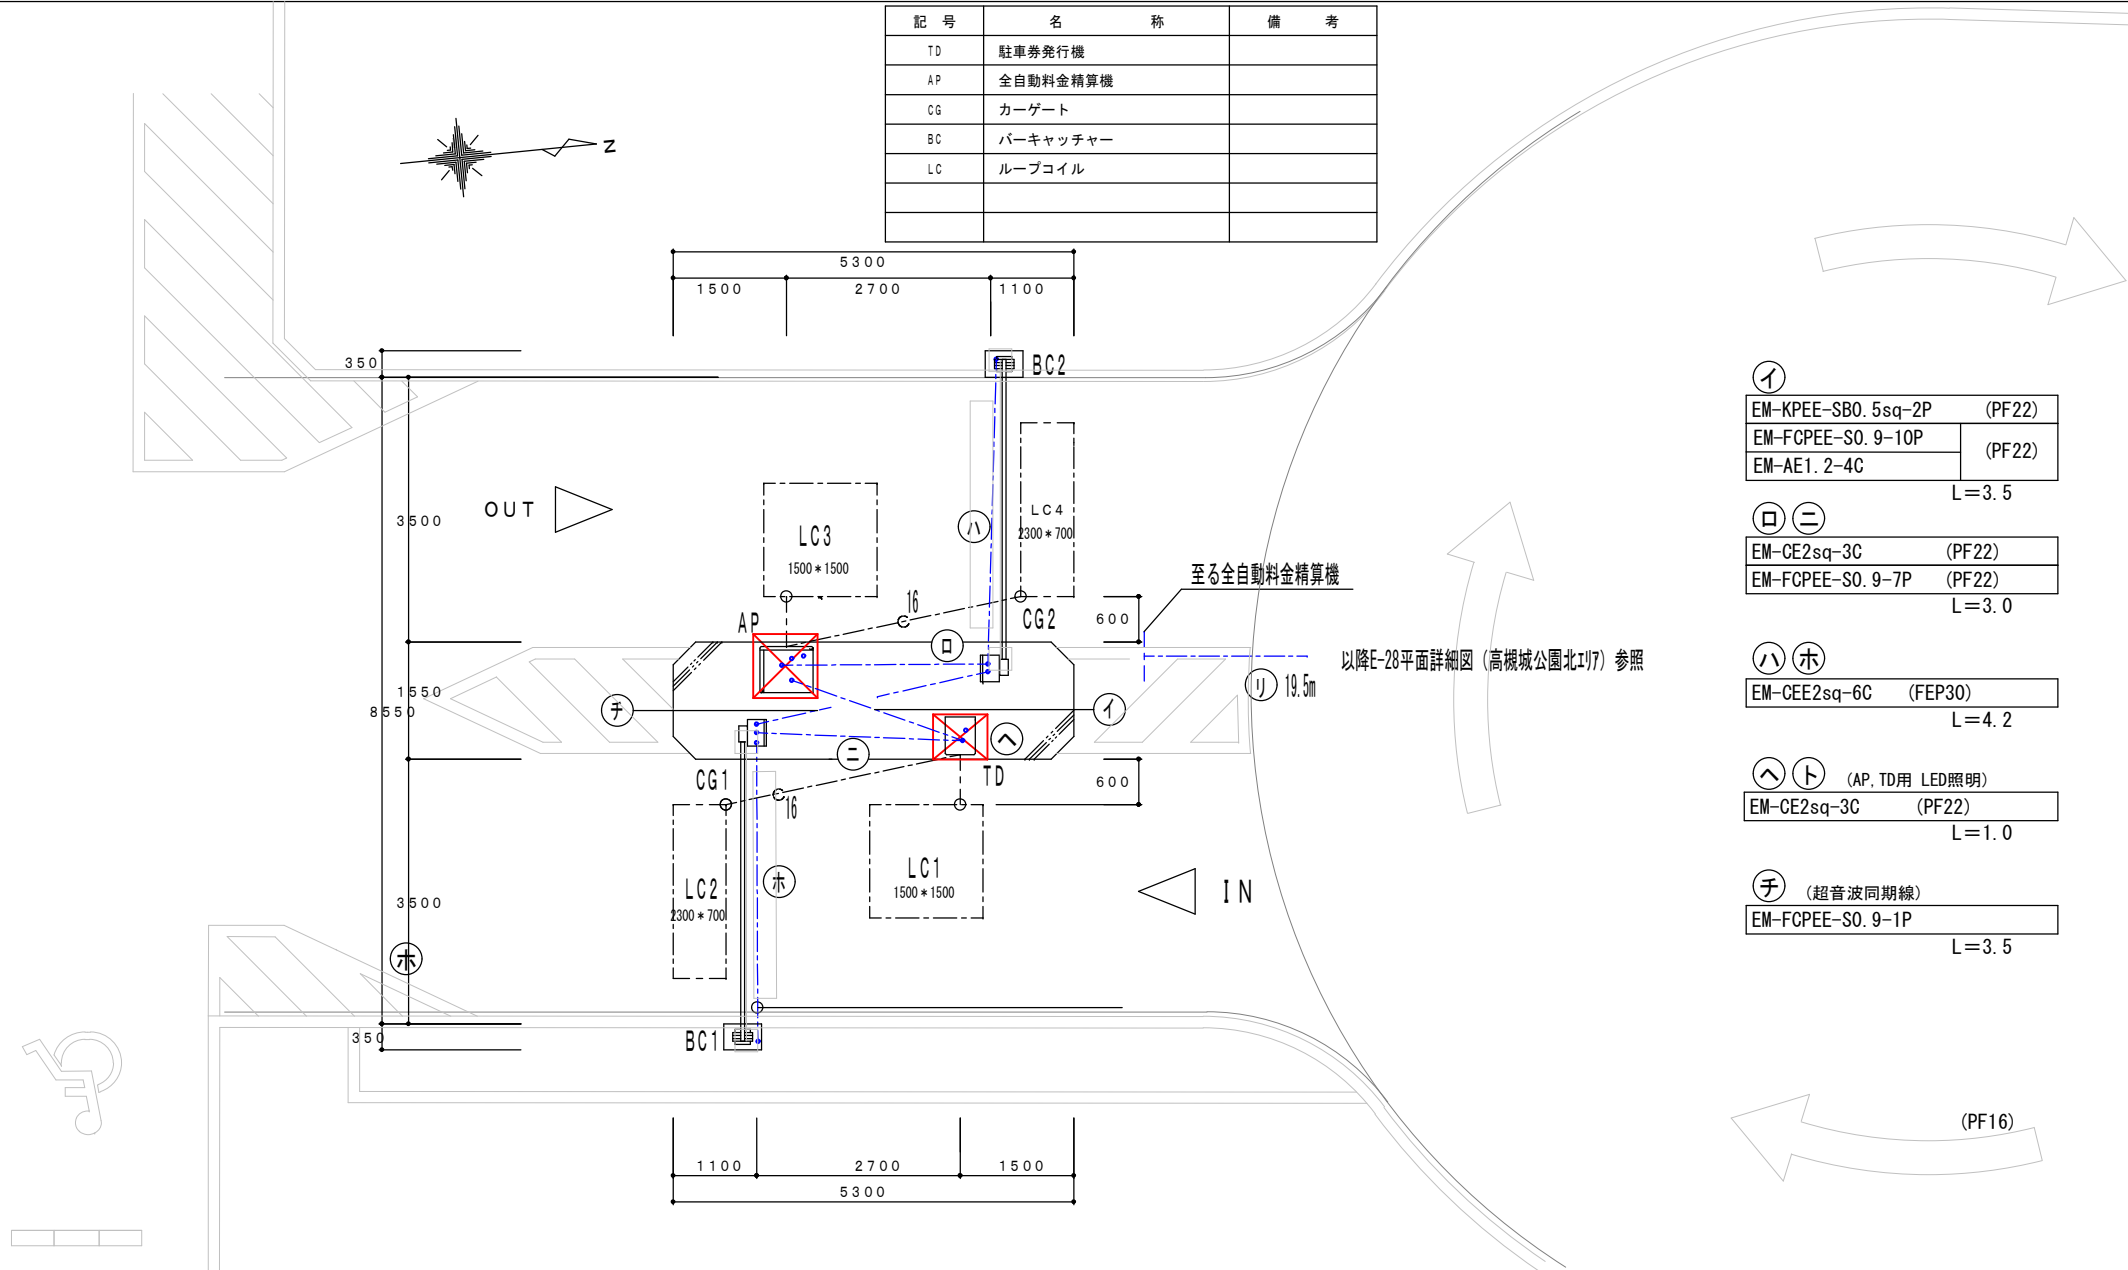 記 号 名 称 備 考
TD 駐車券発行機
AP 全自動料金精算機
CG カーゲート
BC バーキャッチャー
LC ループコイル
N
5300
1500 2700 1100
350
BC2
3500
OUT
LC3
1500*1500
ハ
LC4
2300*700
至る全自動料金精算機
16
AP
CG2
600
ロ
以降E-28平面詳細図(高槻城公園北エリア)参照
リ 19.5m
1550
8550
チ
イ
ヘ
ニ
CG1
TD
600
16
LC2
2300*700
ホ
LC1
1500*1500
IN
3500
ホ
350
BC1
1100 2700 1500
5300
イ
EM-KPEE-SB0.5sq-2P (PF22)
EM-FCPEE-S0.9-10P
(PF22)
EM-AE1.2-4C
L=3.5
ロ ニ
EM-CE2sq-3C (PF22)
EM-FCPEE-S0.9-7P (PF22)
L=3.0
ハ ホ
EM-CEE2sq-6C (FEP30)
L=4.2
ヘ ト (AP,TD用 LED照明)
EM-CE2sq-3C (PF22)
L=1.0
チ (超音波同期線)
EM-FCPEE-S0.9-1P
L=3.5
(PF16)